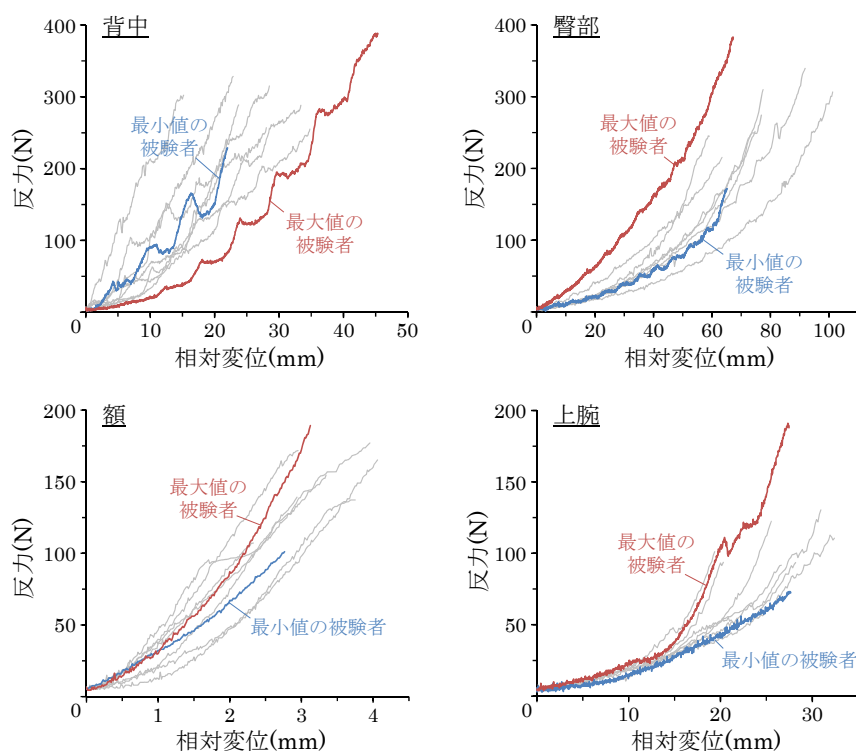 背中
400
300
200
100
0
反力(N)
最小値の
被験者
最大値の
被験者
10
20
30
40
50
相対変位(mm)
臀部
400
300
200
100
0
反力(N)
最大値の
被験者
最小値の
被験者
20
40
60
80
100
相対変位(mm)
額
200
150
100
50
0
反力(N)
最大値の
被験者
最小値の被験者
1
2
3
4
相対変位(mm)
上腕
200
150
100
50
0
反力(N)
最大値の
被験者
最小値の被験者
10
20
30
相対変位(mm)